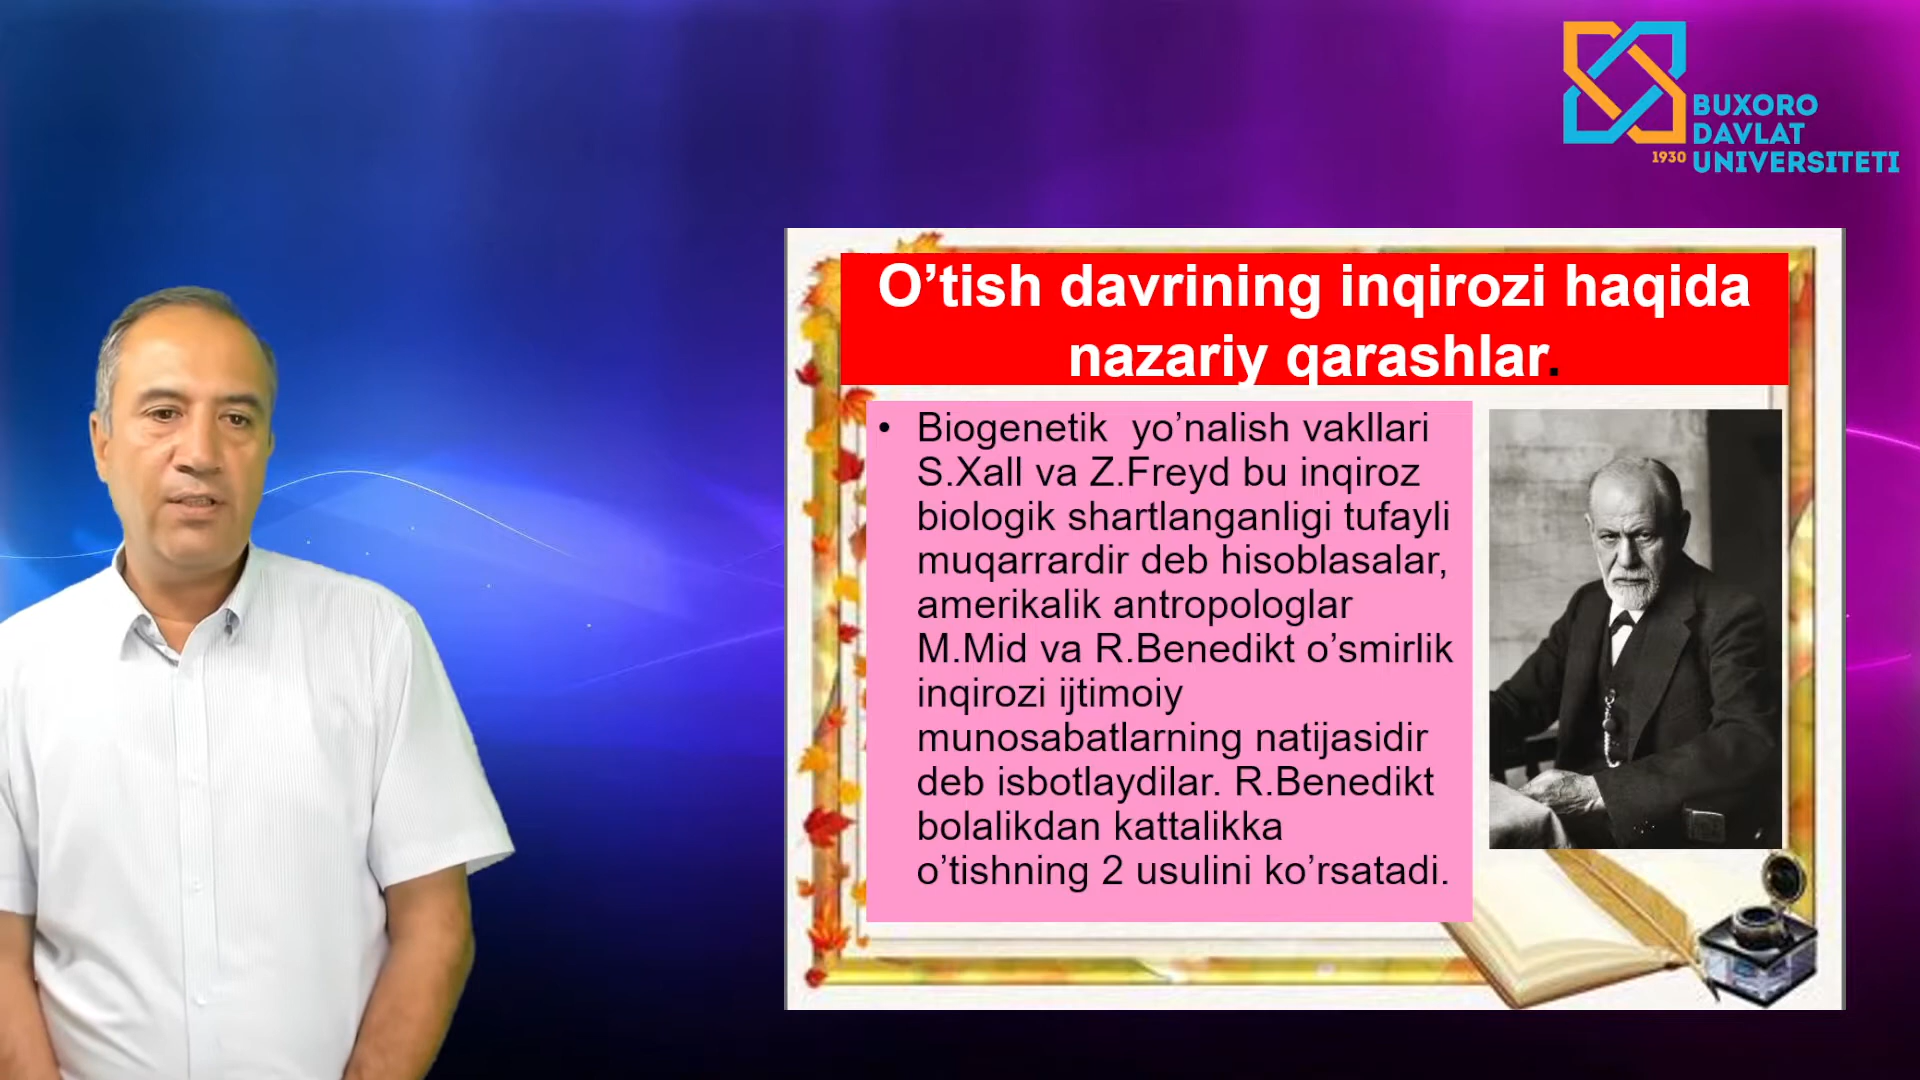 BUXORO
DAVLAT
1930 UNIVERSITETI
O’tish davrining inqirozi haqida
nazariy qarashlar.
• Biogenetik yo’nalish vakllari
S.Xall va Z.Freyd bu inqiroz
biologik shartlanganligi tufayli
muqarrardir deb hisoblasalar,
amerikalik antropologlar
M.Mid va R.Benedikt o’smirlik
inqirozi ijtimoiy
munosabatlarning natijasidir
deb isbotlaydilar. R.Benedikt
bolalikdan kattalikka
o’tishning 2 usulini ko’rsatadi.